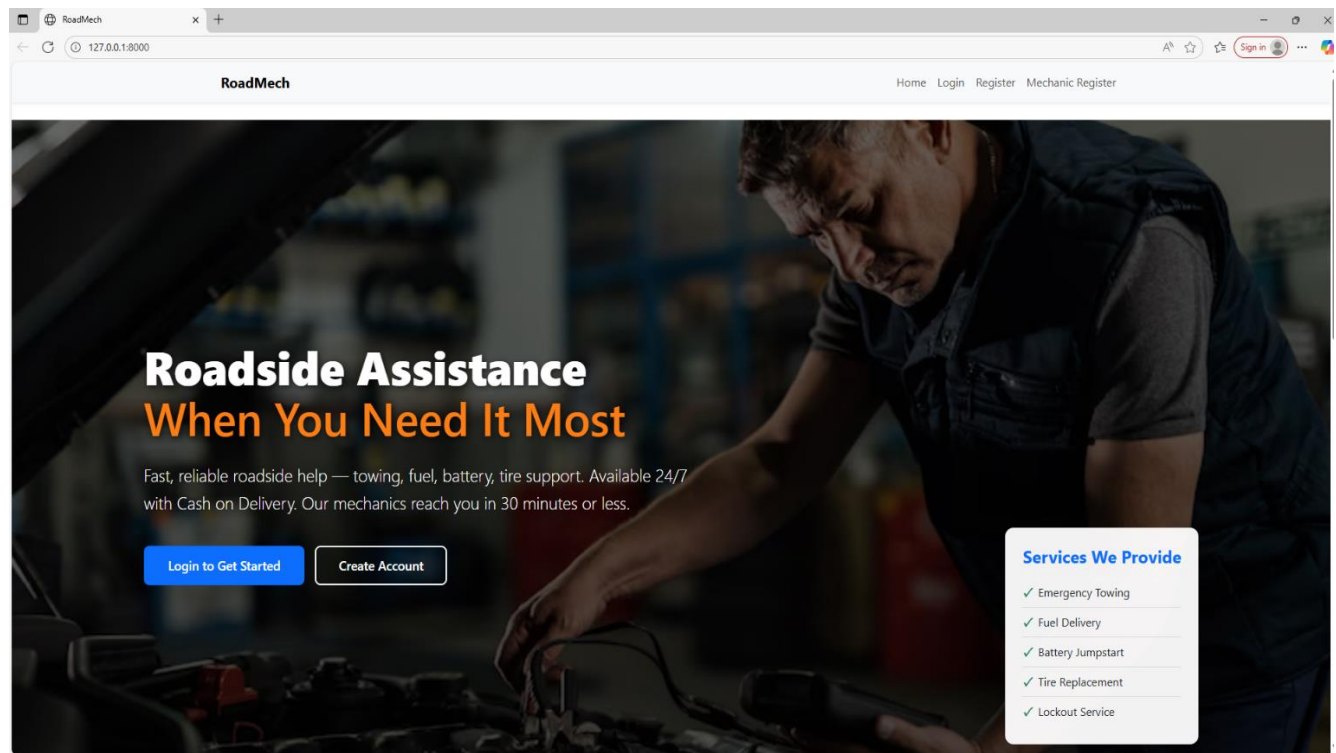 RoadMech
127.0.0.1:8000
Sign in
RoadMech
Home Login Register Mechanic Register
Roadside Assistance
When You Need It Most
Fast, reliable roadside help — towing, fuel, battery, tire support. Available 24/7
with Cash on Delivery. Our mechanics reach you in 30 minutes or less.
Login to Get Started
Create Account
Services We Provide
✓ Emergency Towing
✓ Fuel Delivery
✓ Battery Jumpstart
✓ Tire Replacement
✓ Lockout Service